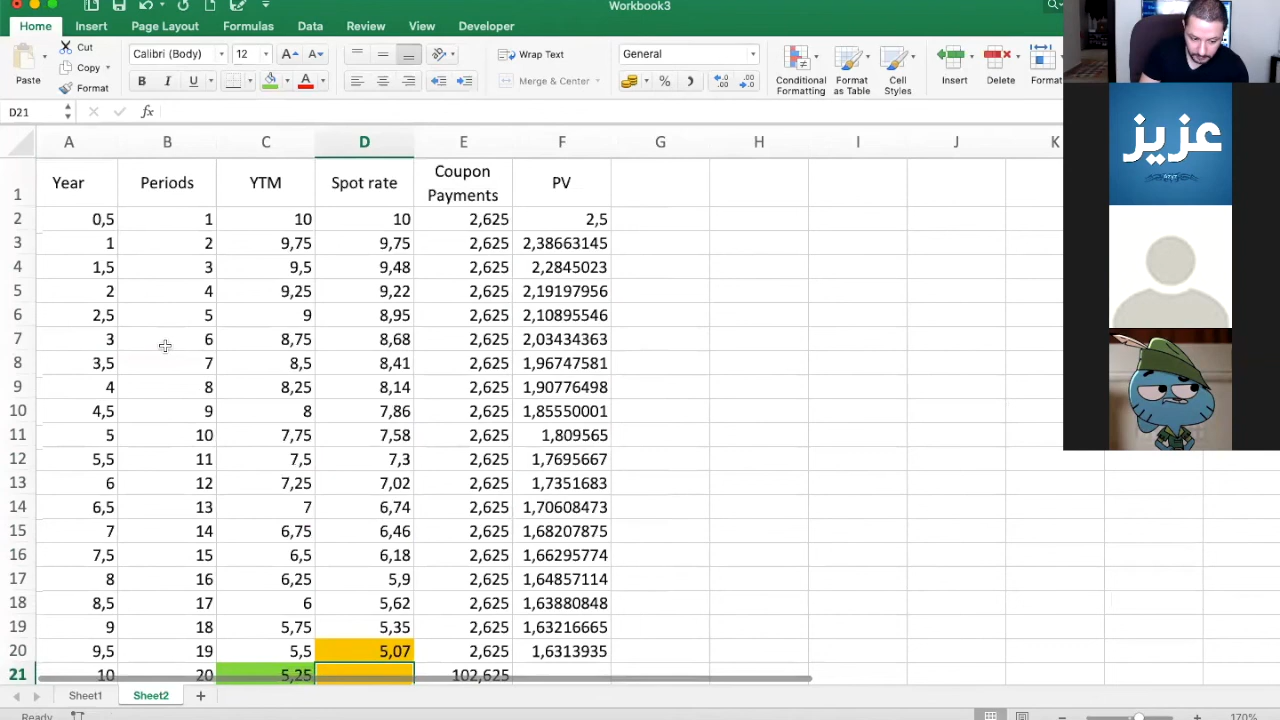 Workbook3
Home Insert Page Layout Formulas Data Review View Developer
Cut Calibri (Body) 12 Wrap Text General
Paste Copy Merge & Center Conditional Formatting Format as Table Cell Styles Insert Delete Format
Format
D21 fx
A B C D E F G H I J K
1 Year Periods YTM Spot rate Coupon Payments PV
2 0,5 1 10 10 2,625 2,5
3 1 2 9,75 9,75 2,625 2,38663145
4 1,5 3 9,5 9,48 2,625 2,2845023
5 2 4 9,25 9,22 2,625 2,19197956
6 2,5 5 9 8,95 2,625 2,10895546
7 3 6 8,75 8,68 2,625 2,03434363
8 3,5 7 8,5 8,41 2,625 1,96747581
9 4 8 8,25 8,14 2,625 1,90776498
10 4,5 9 8 7,86 2,625 1,85550001
11 5 10 7,75 7,58 2,625 1,809565
12 5,5 11 7,5 7,3 2,625 1,7695667
13 6 12 7,25 7,02 2,625 1,7351683
14 6,5 13 7 6,74 2,625 1,70608473
15 7 14 6,75 6,46 2,625 1,68207875
16 7,5 15 6,5 6,18 2,625 1,66295774
17 8 16 6,25 5,9 2,625 1,64857114
18 8,5 17 6 5,62 2,625 1,63880848
19 9 18 5,75 5,35 2,625 1,63216665
20 9,5 19 5,5 5,07 2,625 1,6313935
21 10 20 5,25 102,625
Sheet1 Sheet2 +
Ready 170%
عزيز